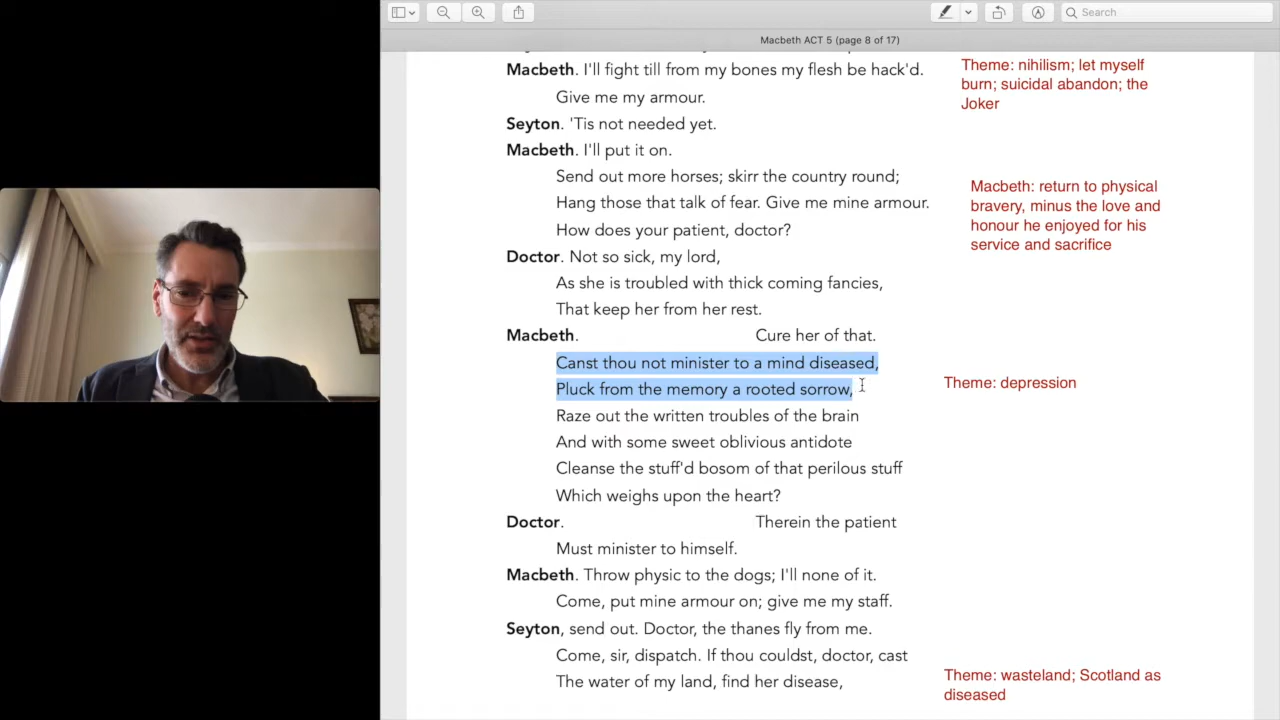 Search
Macbeth ACT 5 (page 8 of 17)
Macbeth. I'll fight till from my bones my flesh be hack'd.
Give me my armour.
Seyton. 'Tis not needed yet.
Macbeth. I'll put it on.
Send out more horses; skirr the country round;
Hang those that talk of fear. Give me mine armour.
How does your patient, doctor?
Doctor. Not so sick, my lord,
As she is troubled with thick coming fancies,
That keep her from her rest.
Macbeth. Cure her of that.
Canst thou not minister to a mind diseased,
Pluck from the memory a rooted sorrow,
Raze out the written troubles of the brain
And with some sweet oblivious antidote
Cleanse the stuff'd bosom of that perilous stuff
Which weighs upon the heart?
Doctor. Therein the patient
Must minister to himself.
Macbeth. Throw physic to the dogs; I'll none of it.
Come, put mine armour on; give me my staff.
Seyton, send out. Doctor, the thanes fly from me.
Come, sir, dispatch. If thou couldst, doctor, cast
The water of my land, find her disease,
Theme: nihilism; let myself
burn; suicidal abandon; the
Joker
Macbeth: return to physical
bravery, minus the love and
honour he enjoyed for his
service and sacrifice
Theme: depression
Theme: wasteland; Scotland as
diseased